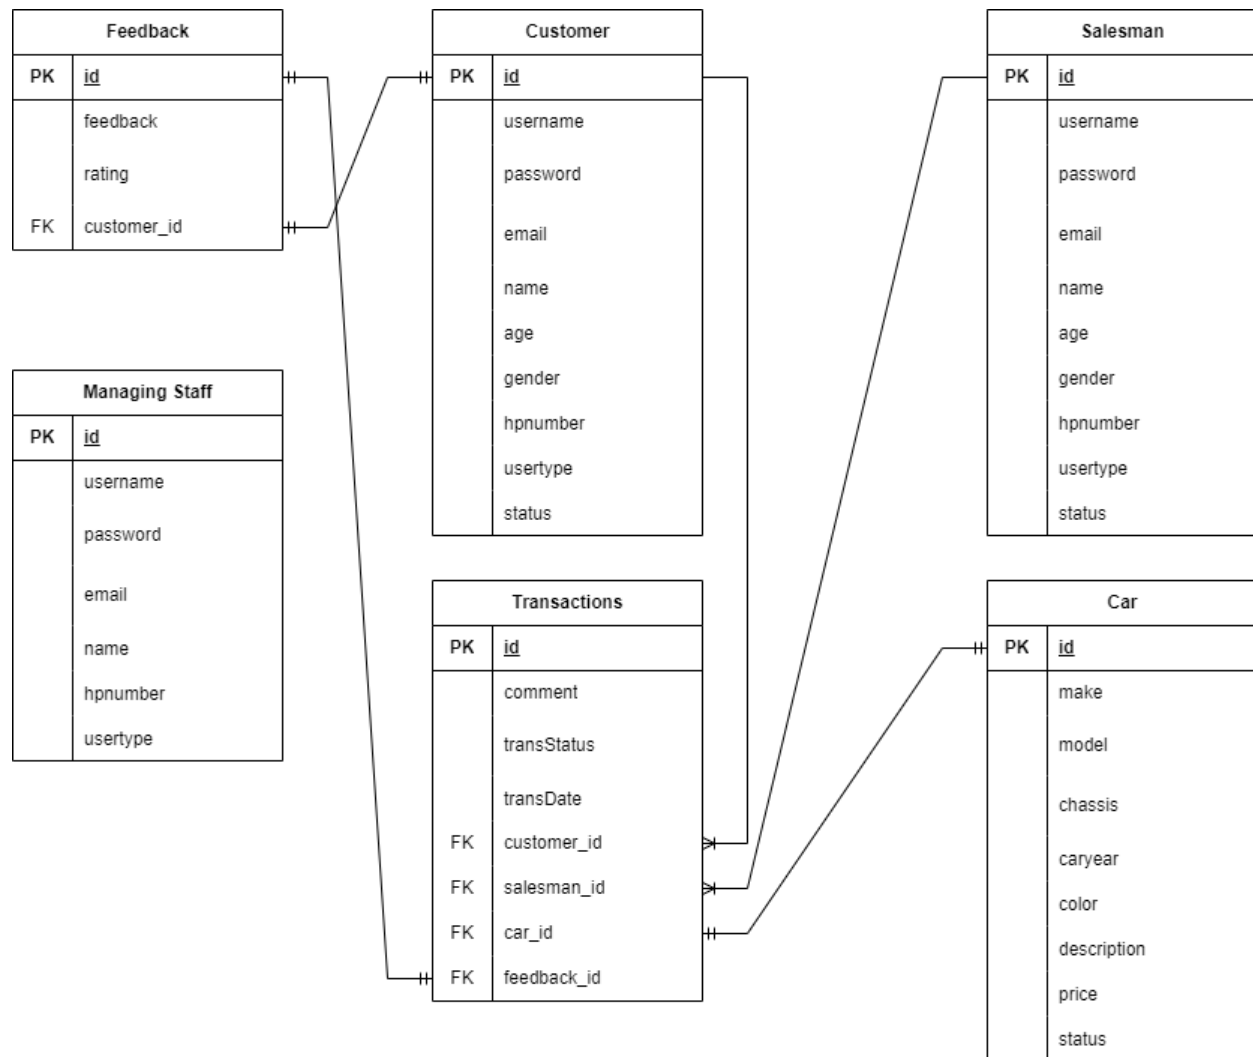 Feedback
PK id
feedback
rating
FK customer_id
Customer
PK id
username
password
email
name
age
gender
hpnumber
usertype
status
Salesman
PK id
username
password
email
name
age
gender
hpnumber
usertype
status
Managing Staff
PK id
username
password
email
name
hpnumber
usertype
Transactions
PK id
comment
transStatus
transDate
FK customer_id
FK salesman_id
FK car_id
FK feedback_id
Car
PK id
make
model
chassis
caryear
color
description
price
status